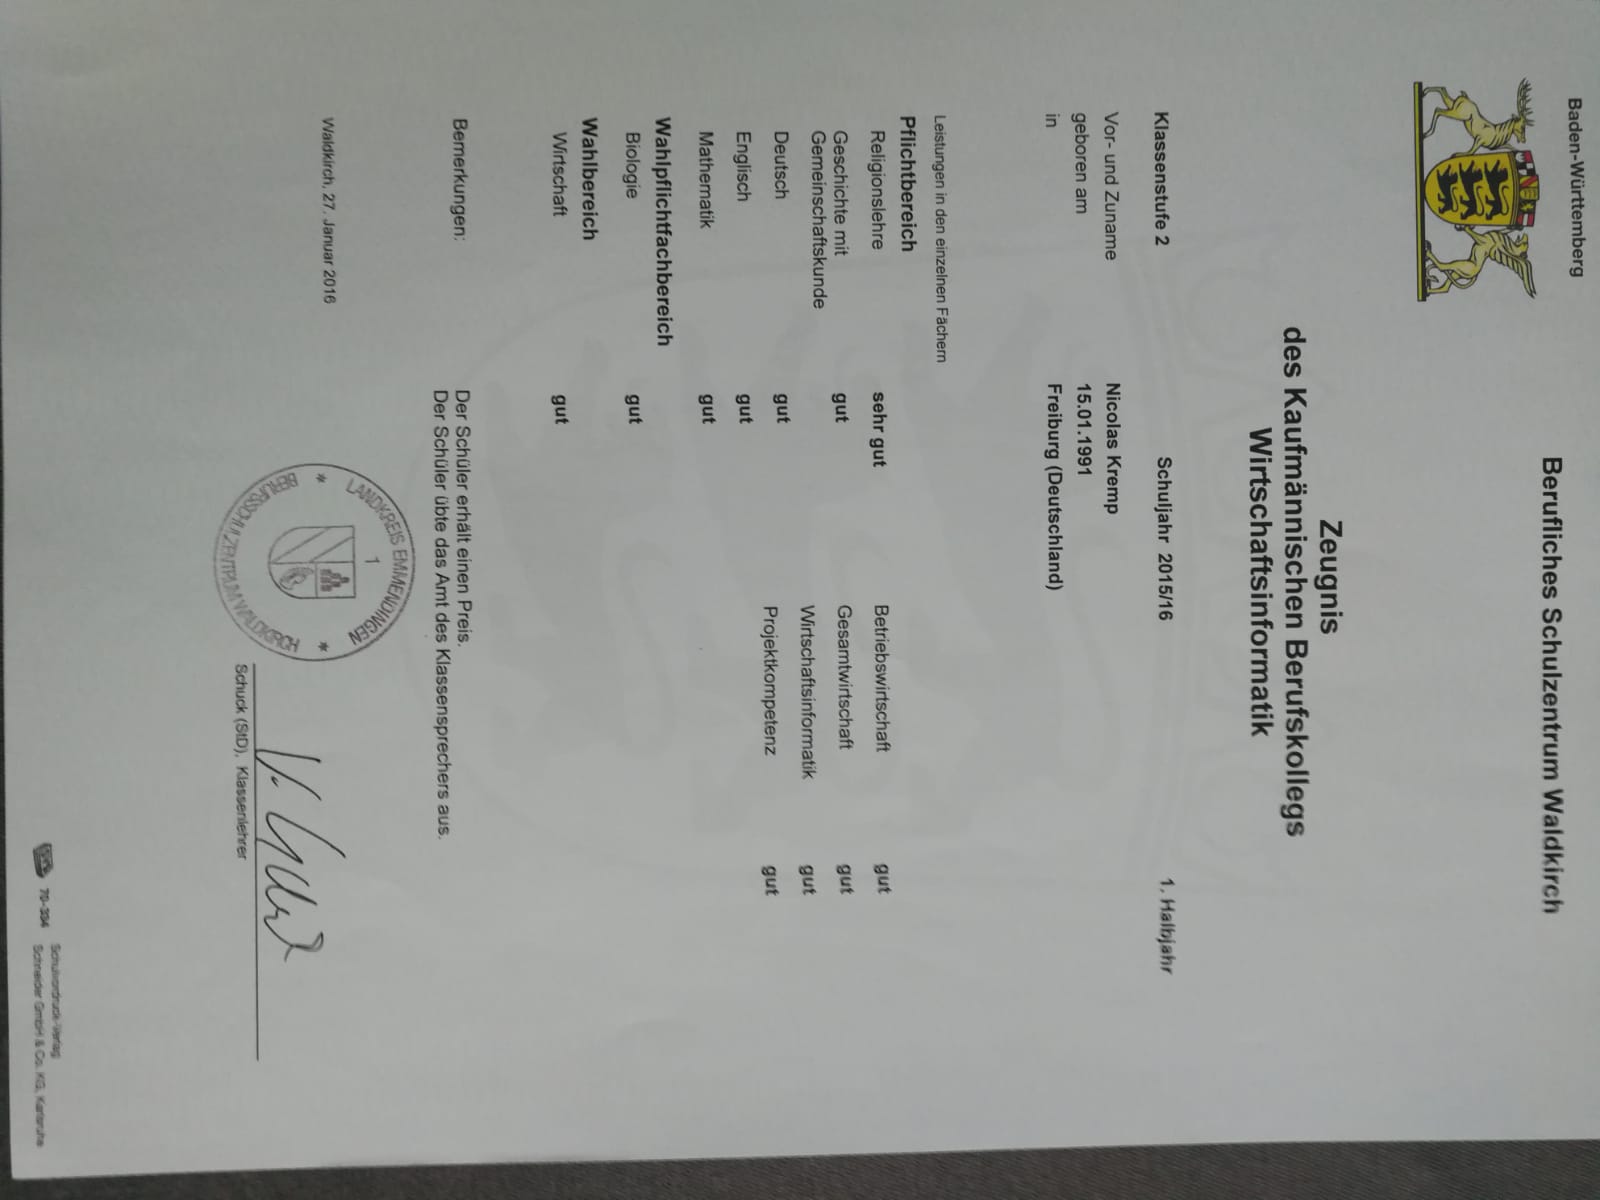 Baden-Württemberg
Berufliches Schulzentrum Waldkirch
Zeugnis
des Kaufmännischen Berufskollegs
Wirtschaftsinformatik
Klassenstufe 2 Schuljahr 2015/16 1. Halbjahr
Vor- und Zuname Nicolas Kremp
geboren am 15.01.1991
in Freiburg (Deutschland)
Leistungen in den einzelnen Fächern
Pflichtbereich
Religionslehre sehr gut Betriebswirtschaft gut
Geschichte mit gut Gesamtwirtschaft gut
Gemeinschaftskunde Wirtschaftsinformatik gut
Deutsch gut Projektkompetenz gut
Englisch gut
Mathematik gut
Wahlpflichtfachbereich
Biologie gut
Wahlbereich
Wirtschaft gut
Bemerkungen: Der Schüler erhält einen Preis.
Der Schüler übte das Amt des Klassensprechers aus.
LANDKREIS EMMENDINGEN
1
* *
BERUFSSCHULZENTRUM WALDKIRCH
Waldkirch, 27. Januar 2016
Schuck (StD), Klassenlehrer
70-334 Schulvordruck-Verlag
Schneider GmbH & Co. KG, Karlsruhe